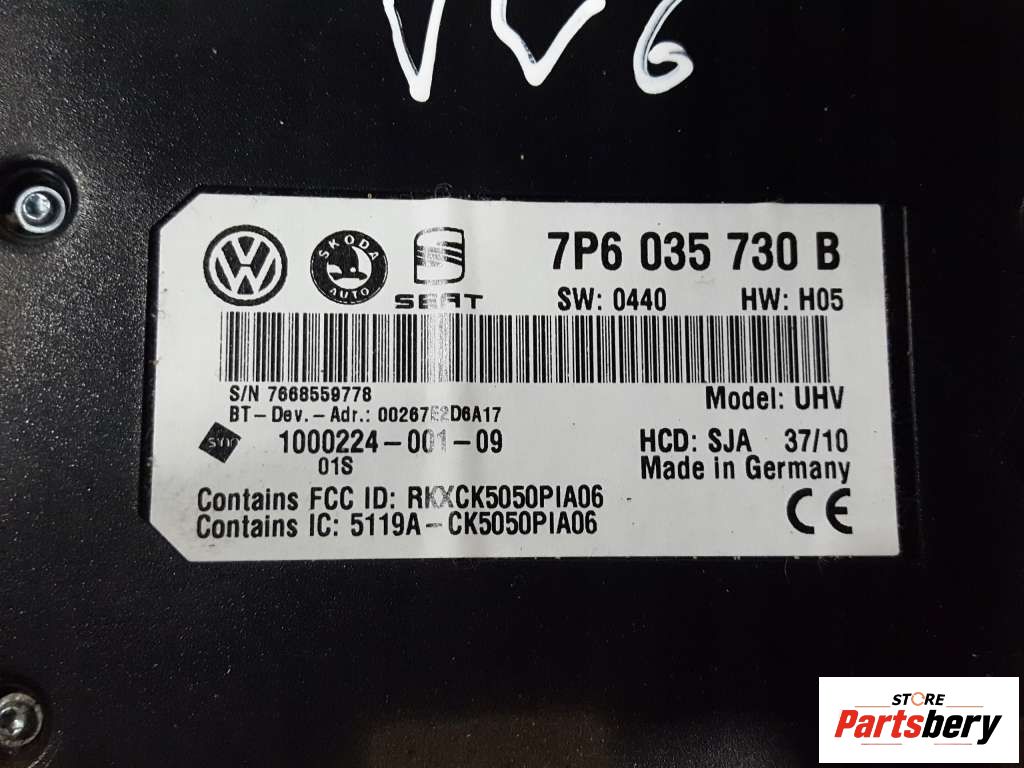 VW6
ŠKODA
AUTO
SEAT
7P6 035 730 B
SW: 0440 HW: H05
S/N 7668559778
BT-Dev.-Adr.: 00267E2D6A17
Model: UHV
1000224-001-09
01S
HCD: SJA 37/10
Made in Germany
Contains FCC ID: RKXCK5050PIA06
Contains IC: 5119A-CK5050PIA06
CE
STORE
Partsbery